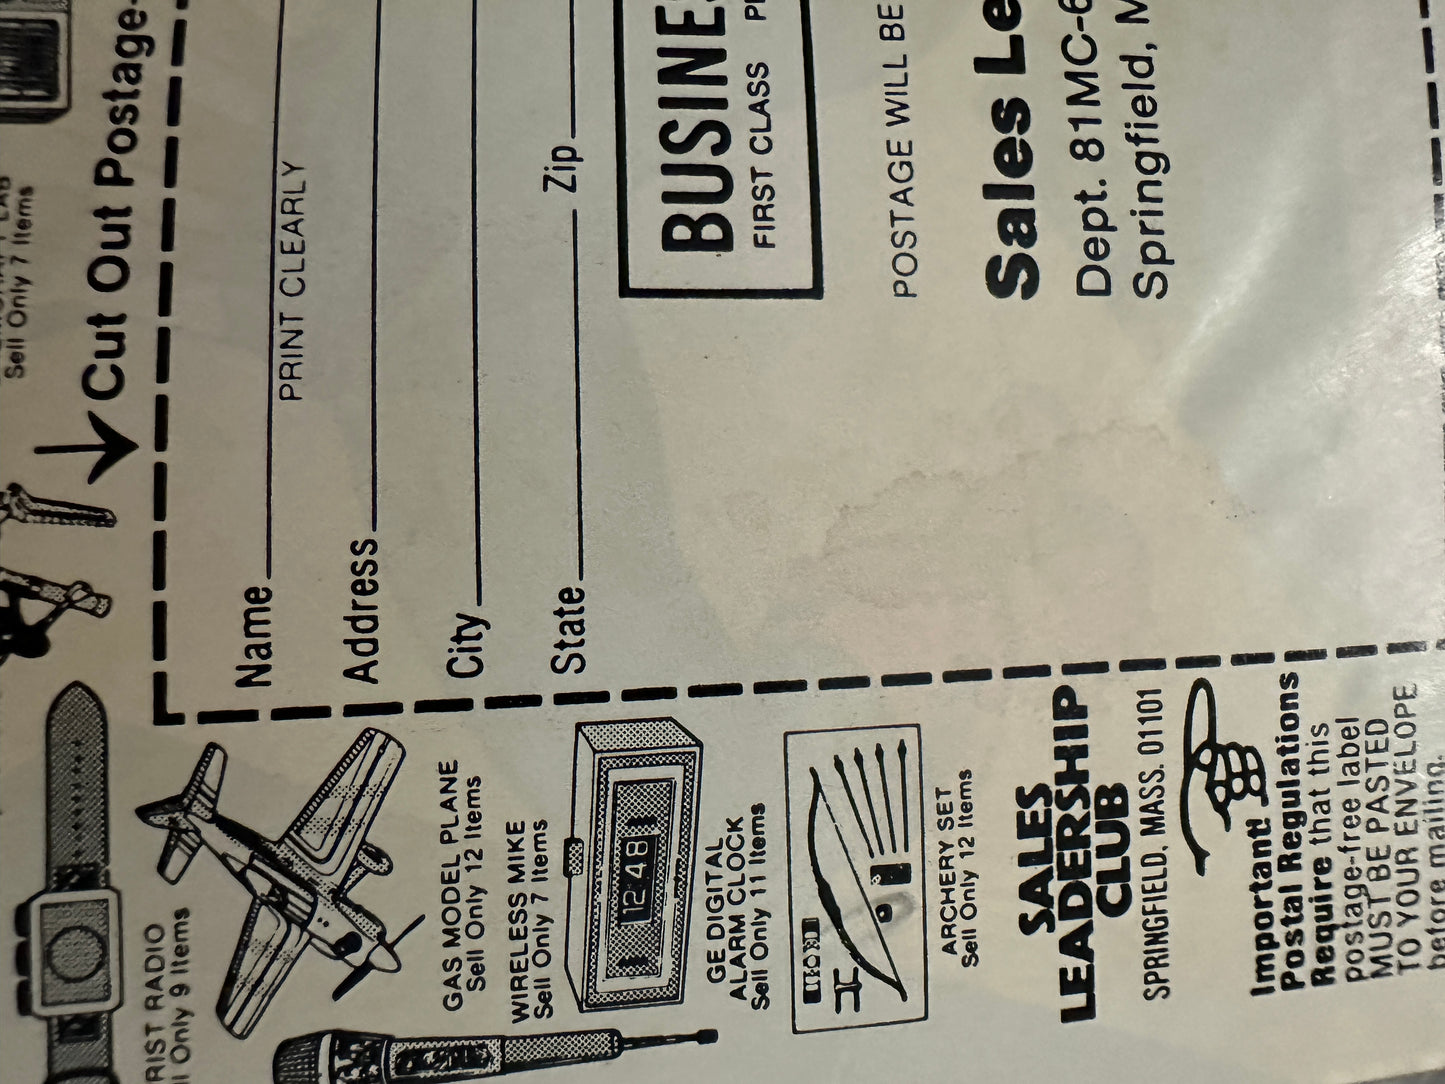 Sell Only 7 Items
Cut Out Postage-
Name
PRINT CLEARLY
Address
City
State Zip
BUSINES
FIRST CLASS
POSTAGE WILL BE
Sales Le
Dept. 81MC-6
Springfield, M
RIST RADIO
l Only 9 Items
GAS MODEL PLANE
Sell Only 12 Items
WIRELESS MIKE
Sell Only 7 Items
12:48
GE DIGITAL
ALARM CLOCK
Sell Only 11 Items
ARCHERY SET
Sell Only 12 Items
SALES
LEADERSHIP
CLUB
SPRINGFIELD, MASS. 01101
Important!
Postal Regulations
Require that this
postage-free label
MUST BE PASTED
TO YOUR ENVELOPE
before mailing.